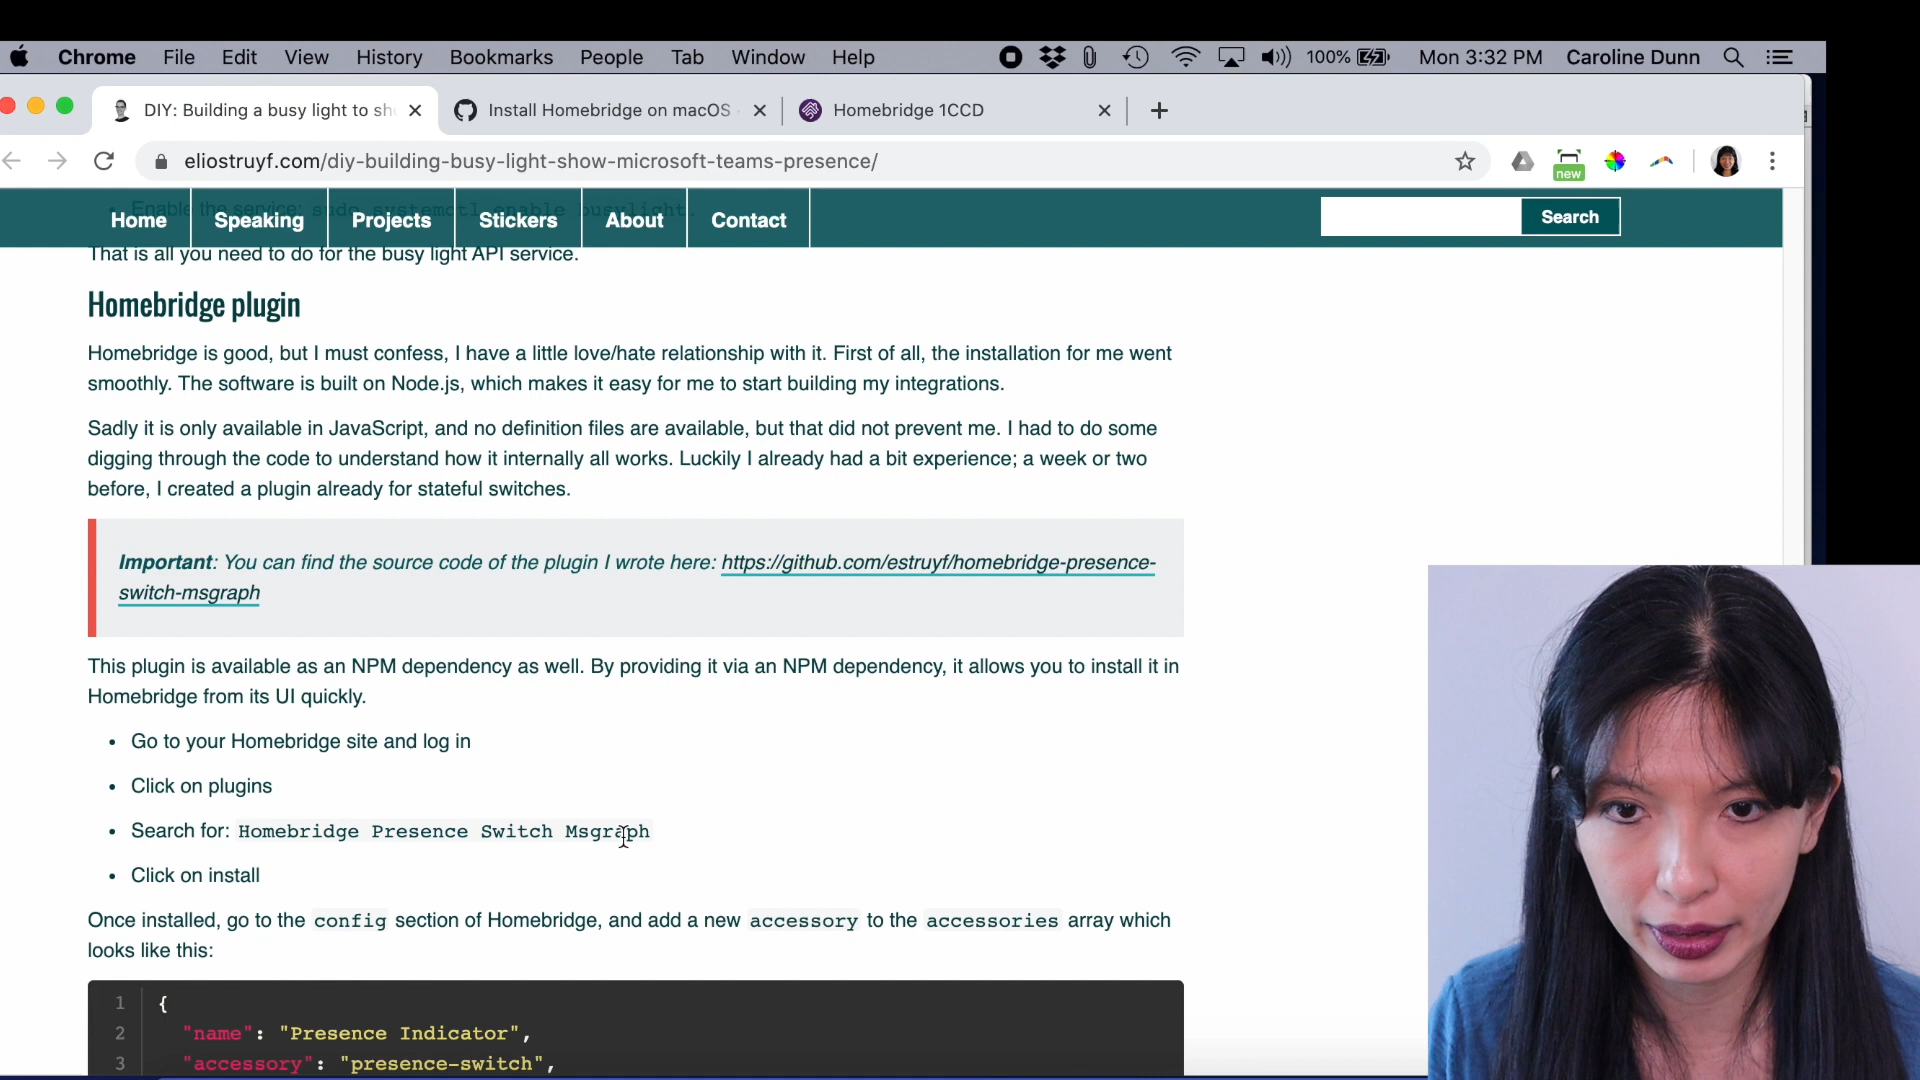 Chrome File Edit View History Bookmarks People Tab Window Help 100% Mon 3:32 PM Caroline Dunn
DIY: Building a busy light to sh Install Homebridge on macOS Homebridge 1CCD
eliostruyf.com/diy-building-busy-light-show-microsoft-teams-presence/
new
Enable the service: sudo systemctl enable busylight.
Home Speaking Projects Stickers About Contact Search
That is all you need to do for the busy light API service.
Homebridge plugin
Homebridge is good, but I must confess, I have a little love/hate relationship with it. First of all, the installation for me went
smoothly. The software is built on Node.js, which makes it easy for me to start building my integrations.
Sadly it is only available in JavaScript, and no definition files are available, but that did not prevent me. I had to do some
digging through the code to understand how it internally all works. Luckily I already had a bit experience; a week or two
before, I created a plugin already for stateful switches.
Important: You can find the source code of the plugin I wrote here: https://github.com/estruyf/homebridge-presence-
switch-msgraph
This plugin is available as an NPM dependency as well. By providing it via an NPM dependency, it allows you to install it in
Homebridge from its UI quickly.
• Go to your Homebridge site and log in
• Click on plugins
• Search for: Homebridge Presence Switch Msgraph
• Click on install
Once installed, go to the config section of Homebridge, and add a new accessory to the accessories array which
looks like this:
1 {
2 "name": "Presence Indicator",
3 "accessory": "presence-switch",